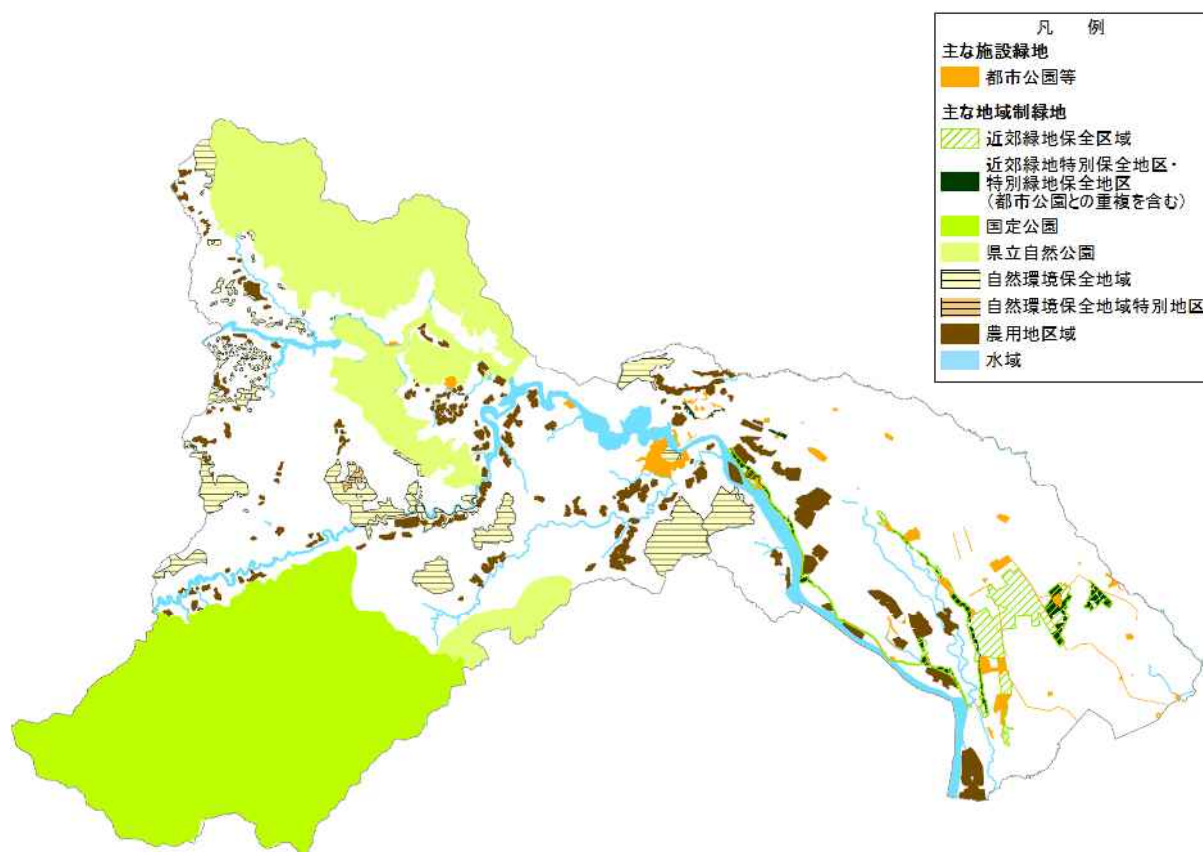 凡 例
主な施設緑地
都市公園等
主な地域制緑地
近郊緑地保全区域
近郊緑地特別保全地区・
特別緑地保全地区
(都市公園との重複を含む)
国定公園
県立自然公園
自然環境保全地域
自然環境保全地域特別地区
農用地区域
水域